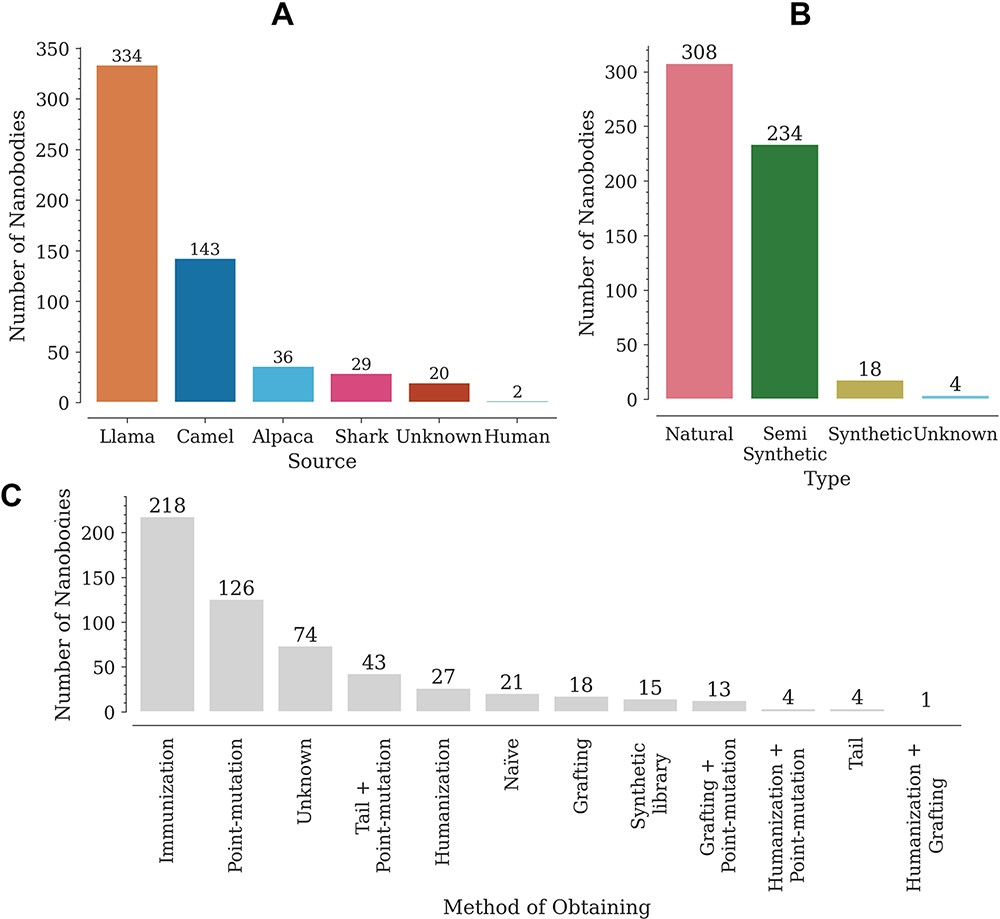 A
350
300
250
200
150
100
50
0
Number of Nanobodies
334
143
36
29
20
2
Llama Camel Alpaca Shark Unknown Human
Source
B
300
250
200
150
100
50
0
Number of Nanobodies
308
234
18
4
Natural Semi Synthetic Unknown
Synthetic
Type
C
200
150
100
50
0
Number of Nanobodies
218
126
74
43
27
21
18
15
13
4
4
1
Immunization
Point-mutation
Unknown
Tail +
Point-mutation
Humanization
Naïve
Grafting
Synthetic
library
Grafting +
Point-mutation
Humanization +
Point-mutation
Tail
Humanization +
Grafting
Method of Obtaining